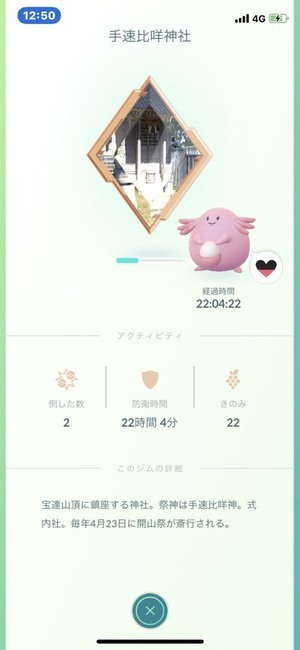 12:50
4G
手速比咩神社
経過時間
22:04:22
アクティビティ
倒した数
防衛時間
きのみ
2
22時間 4分
22
このジムの詳細
宝達山頂に鎮座する神社。祭神は手速比咩神。式
内社。毎年4月23日に開山祭が斎行される。